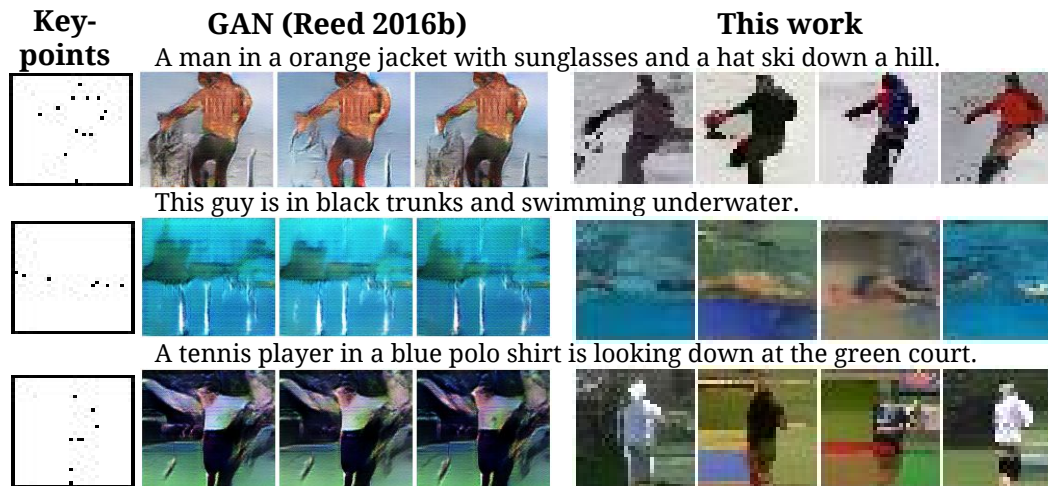 Key-
points
GAN (Reed 2016b)
This work
A man in a orange jacket with sunglasses and a hat ski down a hill.
This guy is in black trunks and swimming underwater.
A tennis player in a blue polo shirt is looking down at the green court.